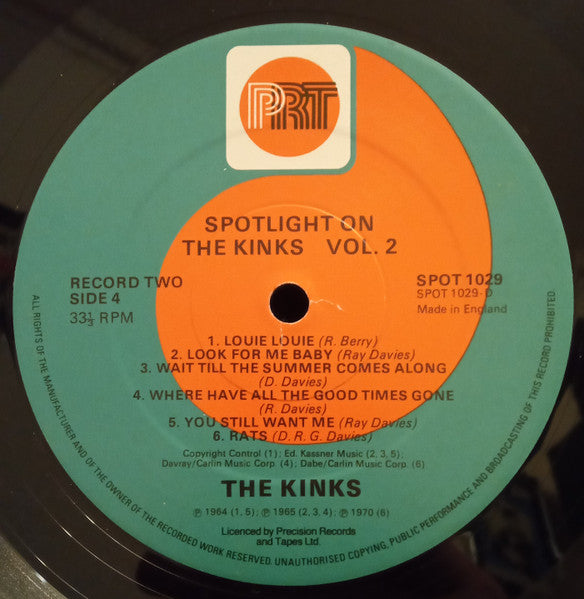 PRT
SPOTLIGHT ON
THE KINKS VOL. 2
RECORD TWO
SIDE 4
33⅓ RPM
SPOT 1029
SPOT 1029-D
Made in England
1. LOUIE LOUIE (R. Berry)
2. LOOK FOR ME BABY (Ray Davies)
3. WAIT TILL THE SUMMER COMES ALONG
(D. Davies)
4. WHERE HAVE ALL THE GOOD TIMES GONE
(R. Davies)
5. YOU STILL WANT ME (Ray Davies)
6. RATS (D. R. G. Davies)
Copyright Control (1); Ed. Kassner Music (2, 3, 5);
Davray/Carlin Music Corp. (4); Dabe/Carlin Music Corp. (6)
THE KINKS
℗ 1964 (1, 5); ℗ 1965 (2, 3, 4); ℗ 1970 (6)
Licenced by Precision Records
and Tapes Ltd.
ALL RIGHTS OF THE MANUFACTURER AND OF THE OWNER OF THE RECORDED WORK RESERVED. UNAUTHORISED COPYING, PUBLIC PERFORMANCE AND BROADCASTING OF THIS RECORD PROHIBITED